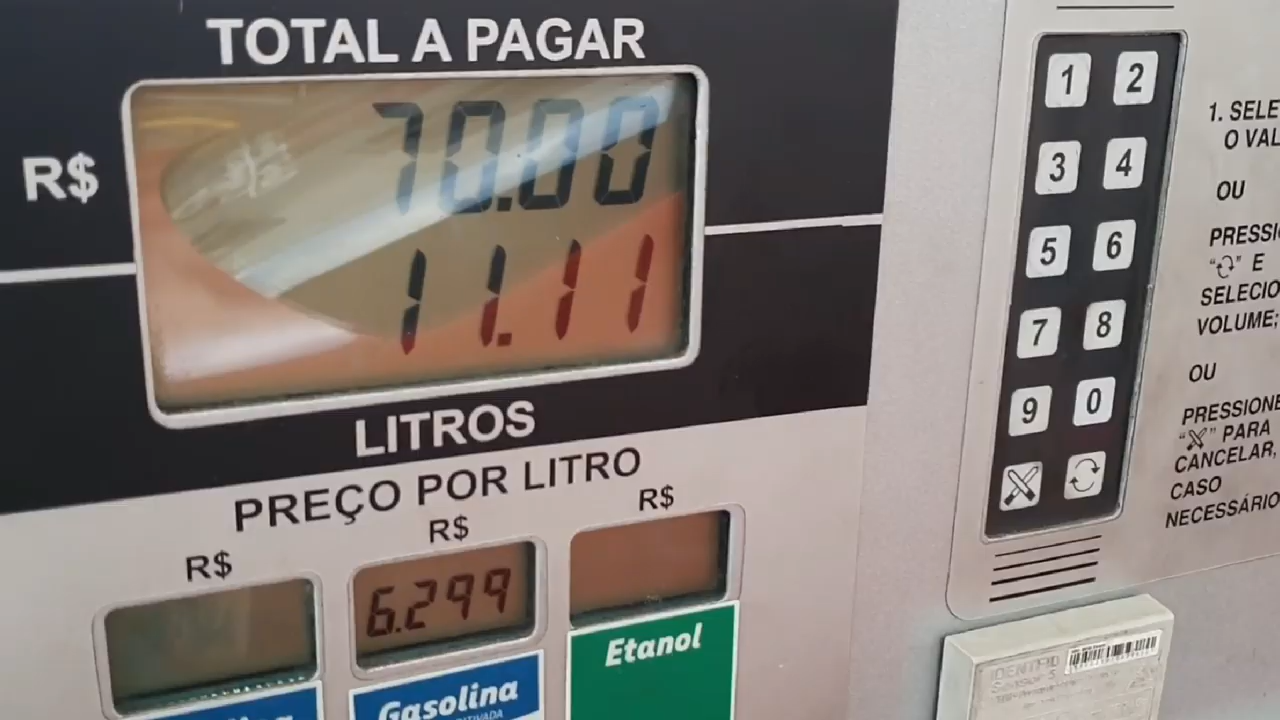 TOTAL A PAGAR
R$
70.00
11.11
LITROS
PREÇO POR LITRO
R$
R$
R$
6.299
Gasolina
Etanol
1
2
3
4
5
6
7
8
9
0
1. SELE
O VAL
OU
PRESSI
“ ” E
SELECIO
VOLUME;
OU
PRESSIONE
“ ” PARA
CANCELAR,
CASO
NECESSÁRIO
IDENTFID